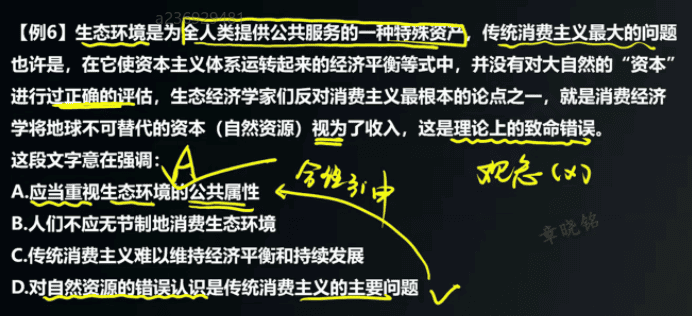 a236929481
【例6】生态环境是为全人类提供公共服务的一种特殊资产，传统消费主义最大的问题
也许是，在它使资本主义体系运转起来的经济平衡等式中，并没有对大自然的“资本”
进行过正确的评估，生态经济学家们反对消费主义最根本的论点之一，就是消费经济
学将地球不可替代的资本（自然资源）视为了收入，这是理论上的致命错误。
这段文字意在强调：
A
A.应当重视生态环境的公共属性
合理引申
观念(x)
B.人们不应无节制地消费生态环境
章晓铭
C.传统消费主义难以维持经济平衡和持续发展
D.对自然资源的错误认识是传统消费主义的主要问题